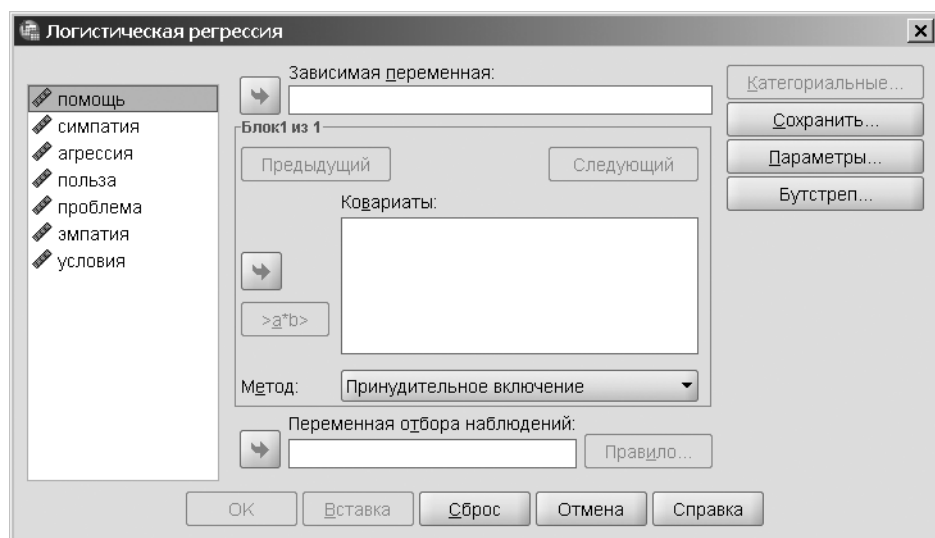 Логистическая регрессия
помощь
симпатия
агрессия
польза
проблема
эмпатия
условия
Зависимая переменная:
Блок1 из 1
Предыдущий
Следующий
Ковариаты:
>a*b>
Метод:
Принудительное включение
Переменная отбора наблюдений:
Правило...
Категориальные...
Сохранить...
Параметры...
Бутстреп...
OK
Вставка
Сброс
Отмена
Справка